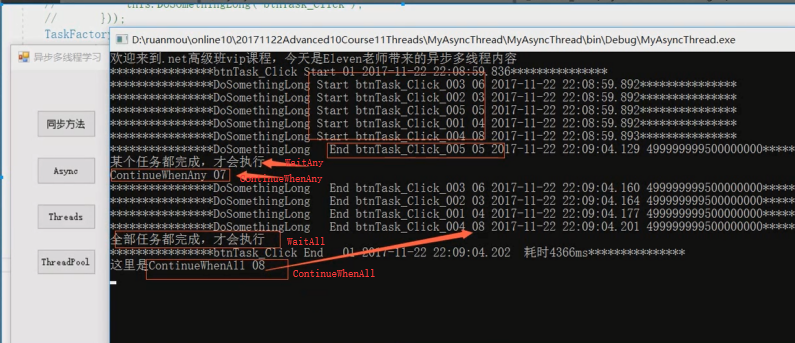 //        this.DoSomethingLong("btnTask_Click");
//    }));
TaskFactory
D:\ruanmou\online10\20171122Advanced10Course11Threads\MyAsyncThread\MyAsyncThread\bin\Debug\MyAsyncThread.exe
异步多线程学习
同步方法
Async
Threads
ThreadPool
欢迎来到.net高级班vip课程，今天是Eleven老师带来的异步多线程内容
****************btnTask_Click Start 01 2017-11-22 22:08:59.836***************
****************DoSomethingLong Start btnTask_Click_003 06 2017-11-22 22:08:59.892***************
****************DoSomethingLong Start btnTask_Click_002 03 2017-11-22 22:08:59.892***************
****************DoSomethingLong Start btnTask_Click_005 05 2017-11-22 22:08:59.892***************
****************DoSomethingLong Start btnTask_Click_001 04 2017-11-22 22:08:59.892***************
****************DoSomethingLong Start btnTask_Click_004 08 2017-11-22 22:08:59.893***************
****************DoSomethingLong   End btnTask_Click_005 05 2017-11-22 22:09:04.129 499999999500000000*****
某个任务都完成，才会执行 WaitAny
ContinueWhenAny 07 ContinueWhenAny
****************DoSomethingLong   End btnTask_Click_003 06 2017-11-22 22:09:04.160 499999999500000000*****
****************DoSomethingLong   End btnTask_Click_002 03 2017-11-22 22:09:04.164 499999999500000000*****
****************DoSomethingLong   End btnTask_Click_001 04 2017-11-22 22:09:04.177 499999999500000000*****
****************DoSomethingLong   End btnTask_Click_004 08 2017-11-22 22:09:04.201 499999999500000000*****
全部任务都完成，才会执行 WaitAll
****************btnTask_Click End   01 2017-11-22 22:09:04.202  耗时4366ms***************
这里是ContinueWhenAll 08 ContinueWhenAll